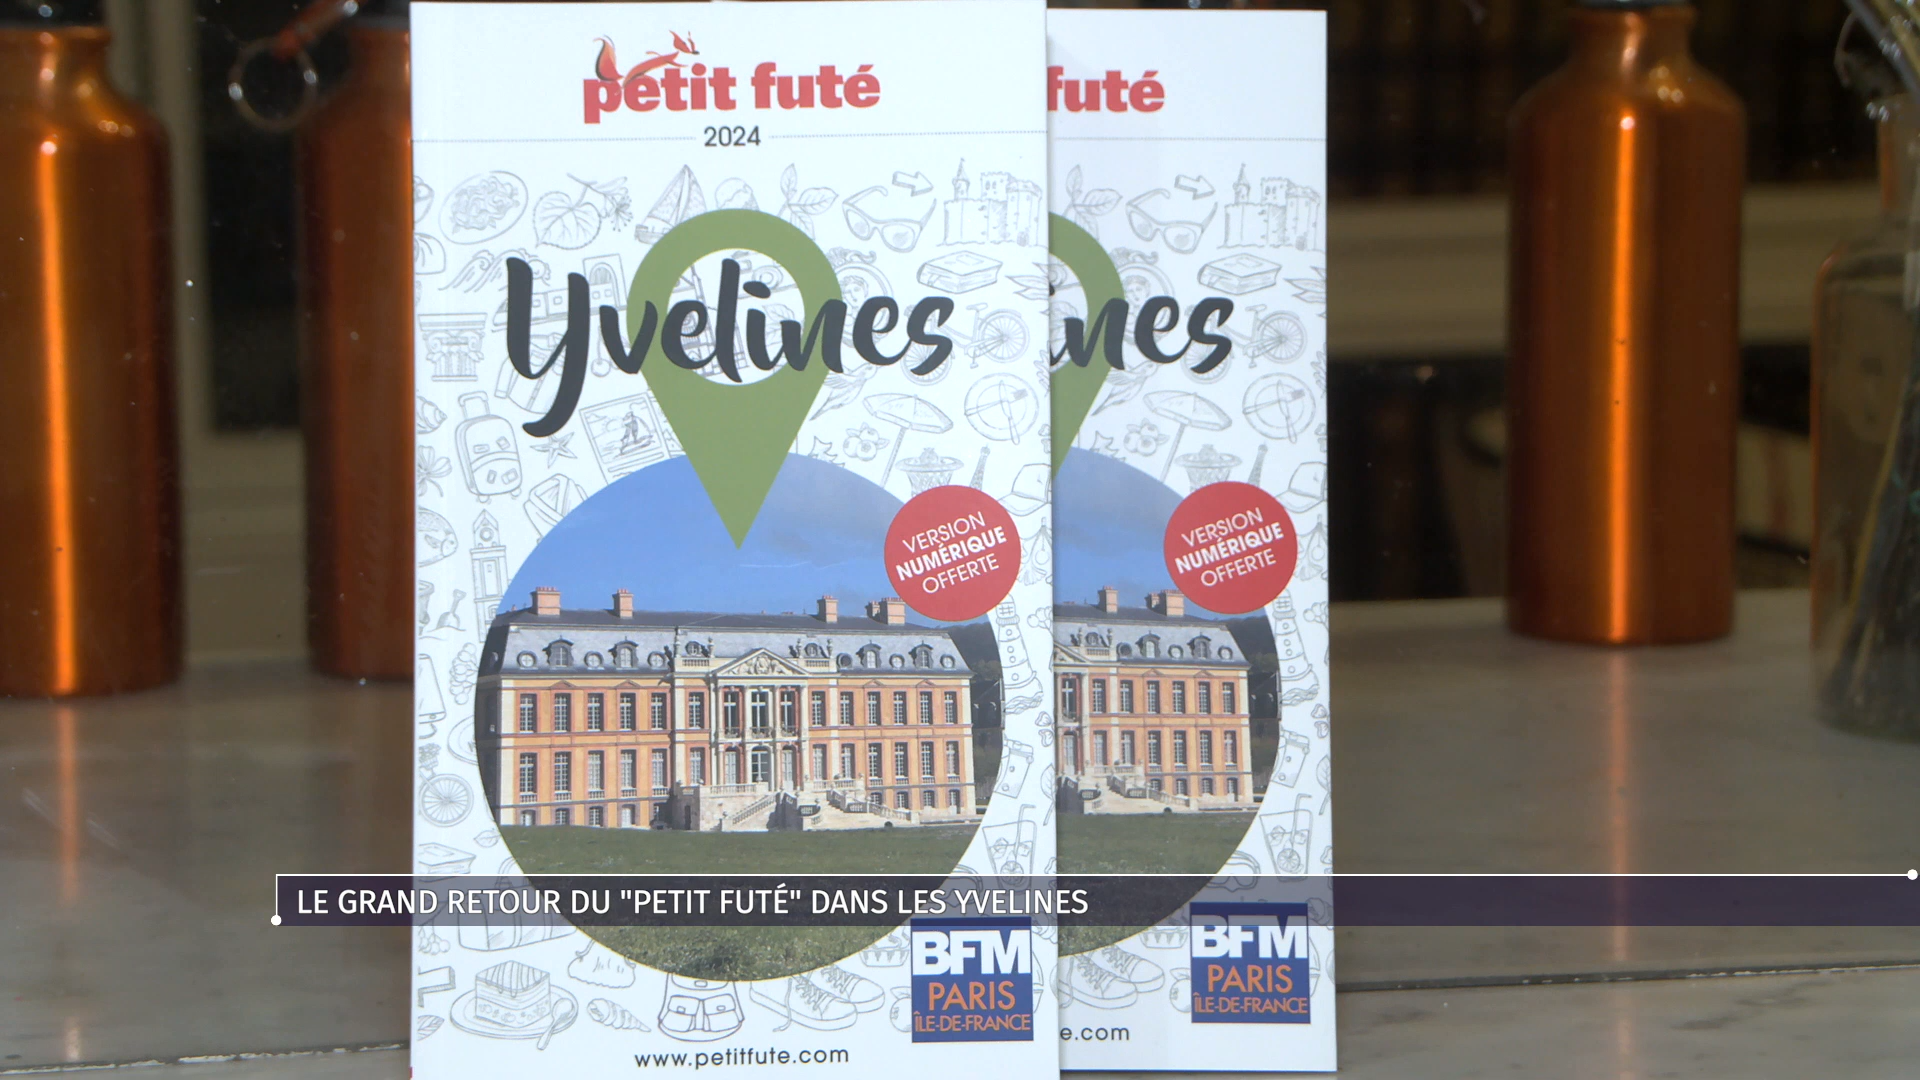 petit futé
2024
Yvelines
VERSION
NUMÉRIQUE
OFFERTE
LE GRAND RETOUR DU "PETIT FUTÉ" DANS LES YVELINES
BFM
PARIS
ÎLE-DE-FRANCE
www.petitfute.com
futé
ines
VERSION
NUMÉRIQUE
OFFERTE
BFM
PARIS
ÎLE-DE-FRANCE
e.com